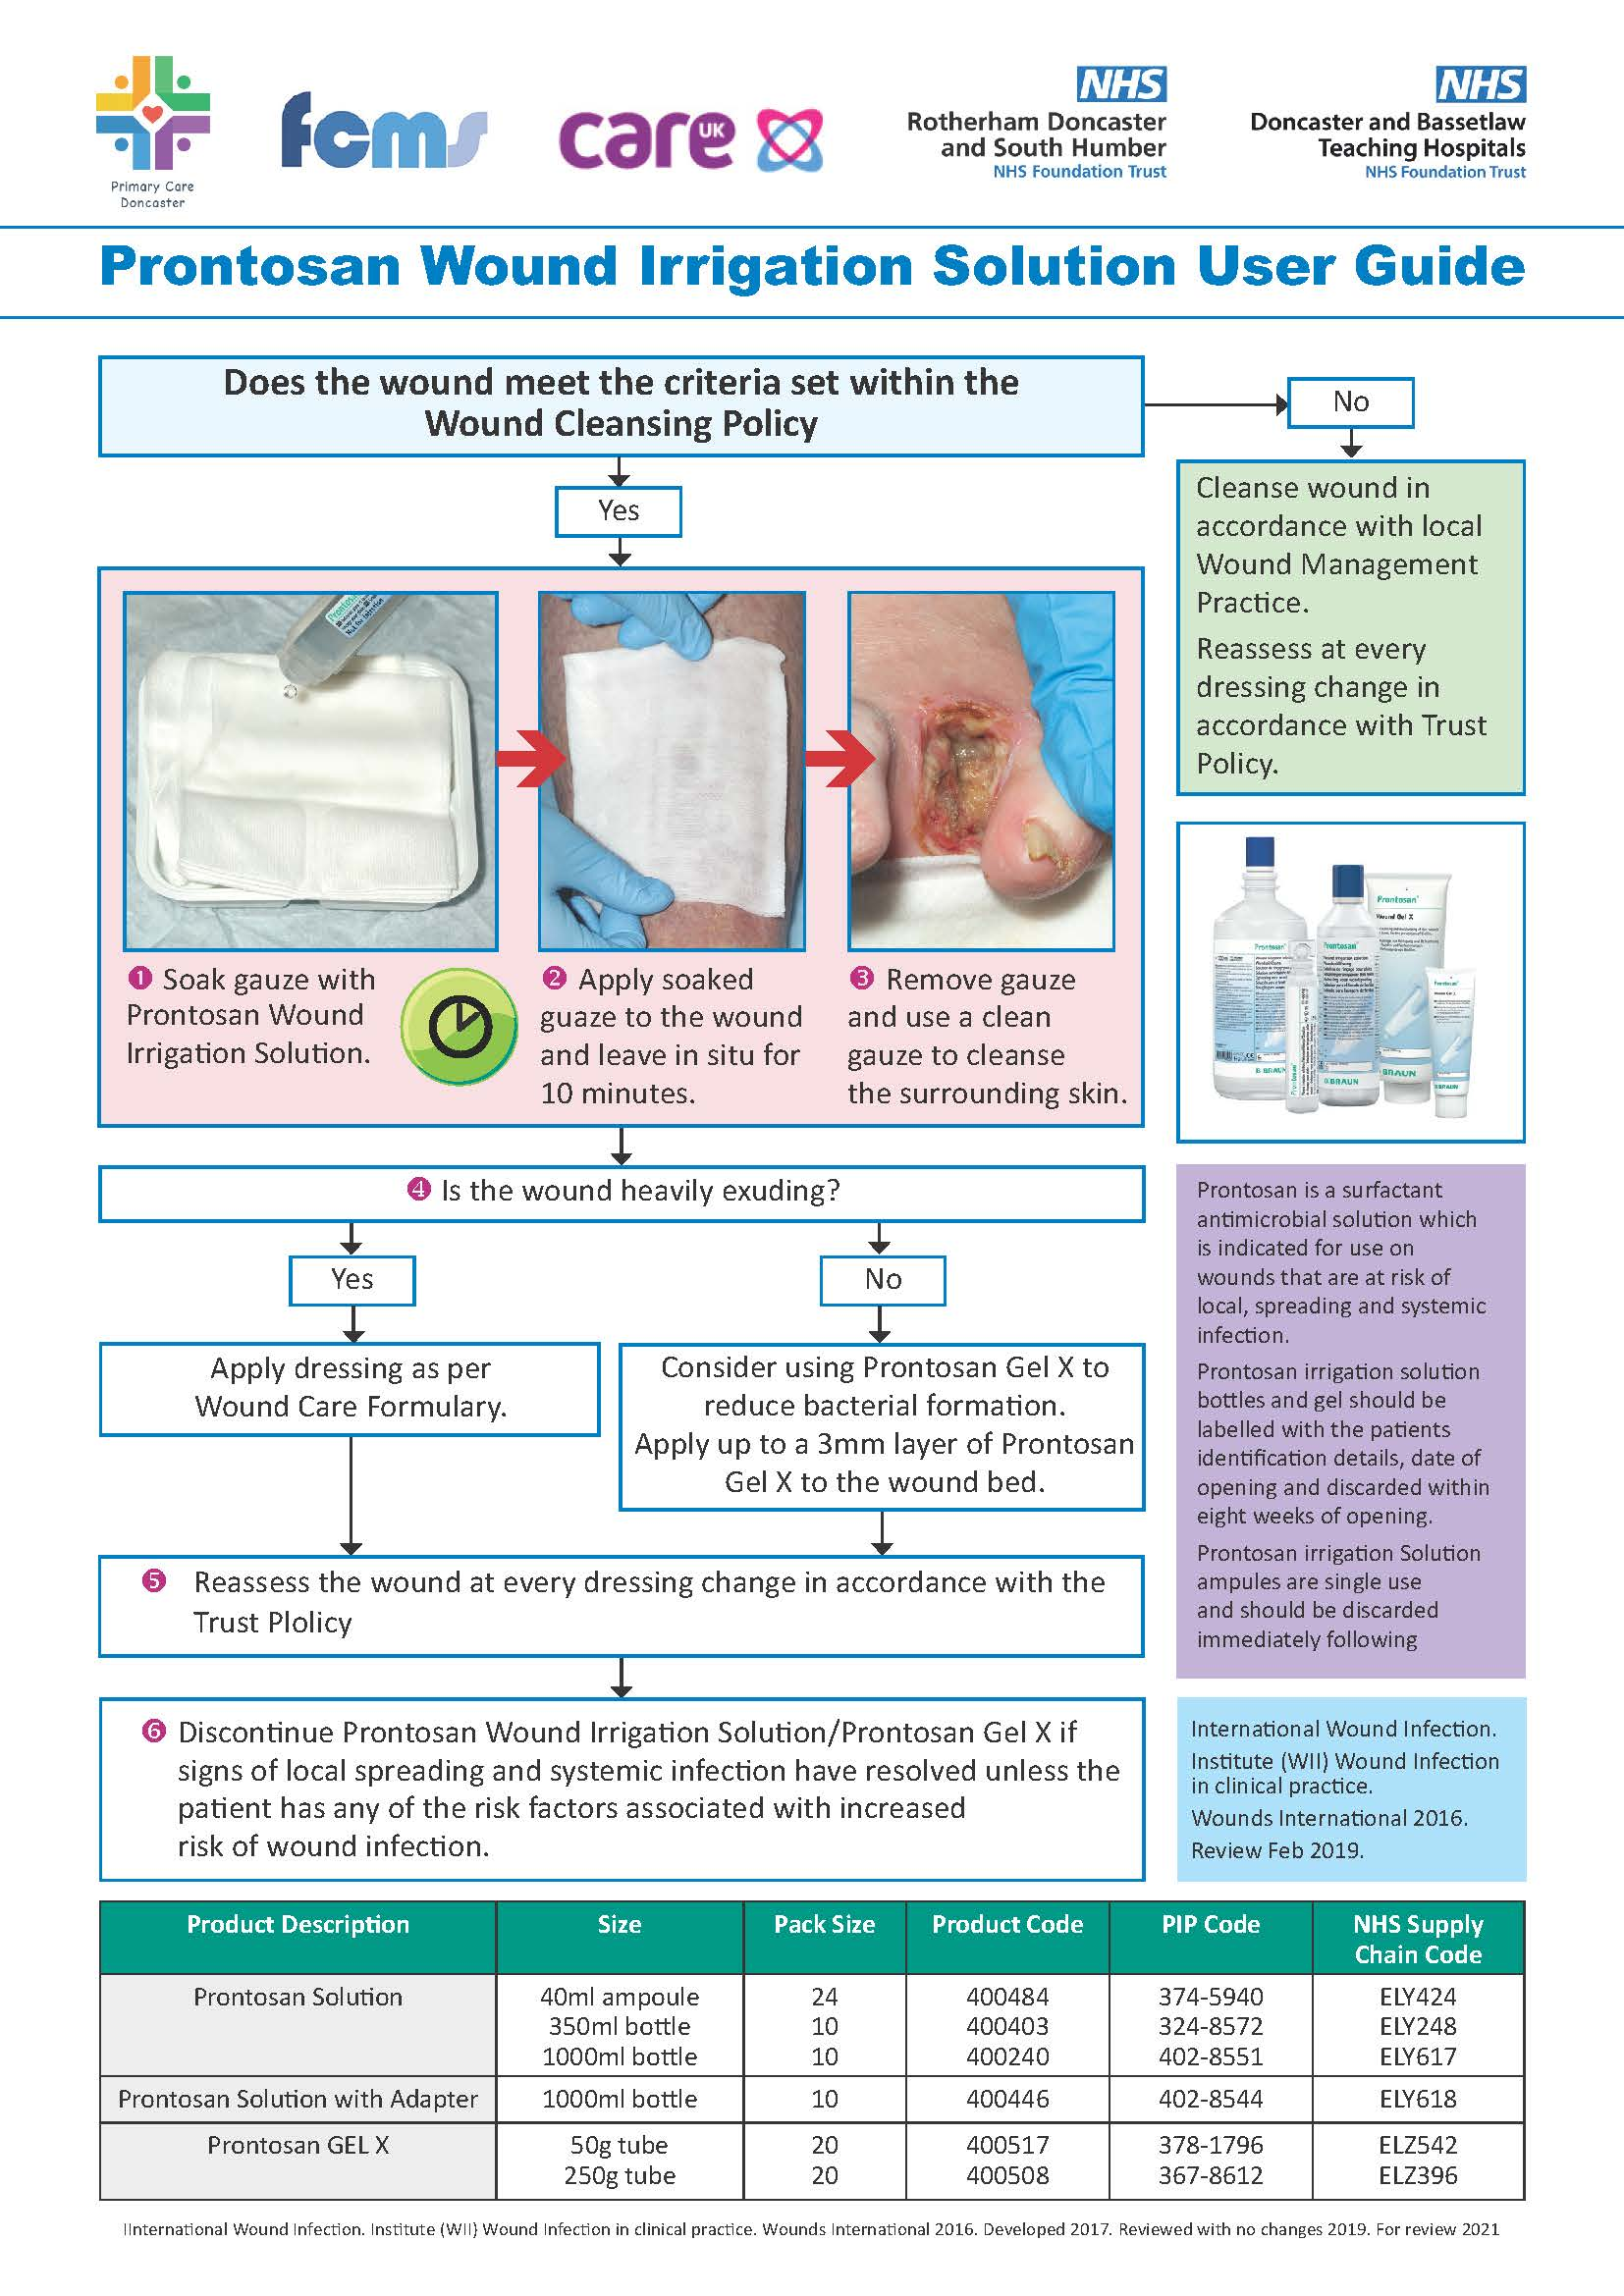 Primary Care
Doncaster
fcms
care UK
NHS
Rotherham Doncaster
and South Humber
NHS Foundation Trust
NHS
Doncaster and Bassetlaw
Teaching Hospitals
NHS Foundation Trust
Prontosan Wound Irrigation Solution User Guide
Does the wound meet the criteria set within the
Wound Cleansing Policy
No
Yes
Cleanse wound in
accordance with local
Wound Management
Practice.
Reassess at every
dressing change in
accordance with Trust
Policy.
❶ Soak gauze with
Prontosan Wound
Irrigation Solution.
❷ Apply soaked
guaze to the wound
and leave in situ for
10 minutes.
❸ Remove gauze
and use a clean
gauze to cleanse
the surrounding skin.
Prontosan
Wound Gel X
Prontosan
Prontosan
Prontosan
B BRAUN
B BRAUN
BRAUN
BRAUN
❹ Is the wound heavily exuding?
Yes
No
Apply dressing as per
Wound Care Formulary.
Consider using Prontosan Gel X to
reduce bacterial formation.
Apply up to a 3mm layer of Prontosan
Gel X to the wound bed.
❺ Reassess the wound at every dressing change in accordance with the
Trust Plolicy
❻ Discontinue Prontosan Wound Irrigation Solution/Prontosan Gel X if
signs of local spreading and systemic infection have resolved unless the
patient has any of the risk factors associated with increased
risk of wound infection.
Prontosan is a surfactant
antimicrobial solution which
is indicated for use on
wounds that are at risk of
local, spreading and systemic
infection.
Prontosan irrigation solution
bottles and gel should be
labelled with the patients
identification details, date of
opening and discarded within
eight weeks of opening.
Prontosan irrigation Solution
ampules are single use
and should be discarded
immediately following
International Wound Infection.
Institute (WII) Wound Infection
in clinical practice.
Wounds International 2016.
Review Feb 2019.
Product Description Size Pack Size Product Code PIP Code NHS Supply
Chain Code
Prontosan Solution 40ml ampoule 24 400484 374-5940 ELY424
350ml bottle 10 400403 324-8572 ELY248
1000ml bottle 10 400240 402-8551 ELY617
Prontosan Solution with Adapter 1000ml bottle 10 400446 402-8544 ELY618
Prontosan GEL X 50g tube 20 400517 378-1796 ELZ542
250g tube 20 400508 367-8612 ELZ396
IInternational Wound Infection. Institute (WII) Wound Infection in clinical practice. Wounds International 2016. Developed 2017. Reviewed with no changes 2019. For review 2021